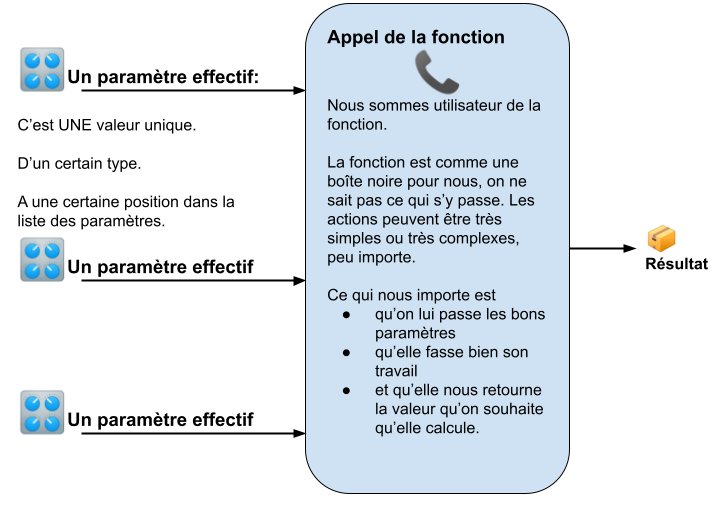 Un paramètre effectif:
C'est UNE valeur unique.
D'un certain type.
A une certaine position dans la
liste des paramètres.
Un paramètre effectif
Un paramètre effectif
Appel de la fonction
Nous sommes utilisateur de la
fonction.
La fonction est comme une
boîte noire pour nous, on ne
sait pas ce qui s'y passe. Les
actions peuvent être très
simples ou très complexes,
peu importe.
Ce qui nous importe est
● qu'on lui passe les bons
paramètres
● qu'elle fasse bien son
travail
● et qu'elle nous retourne
la valeur qu'on souhaite
qu'elle calcule.
Résultat